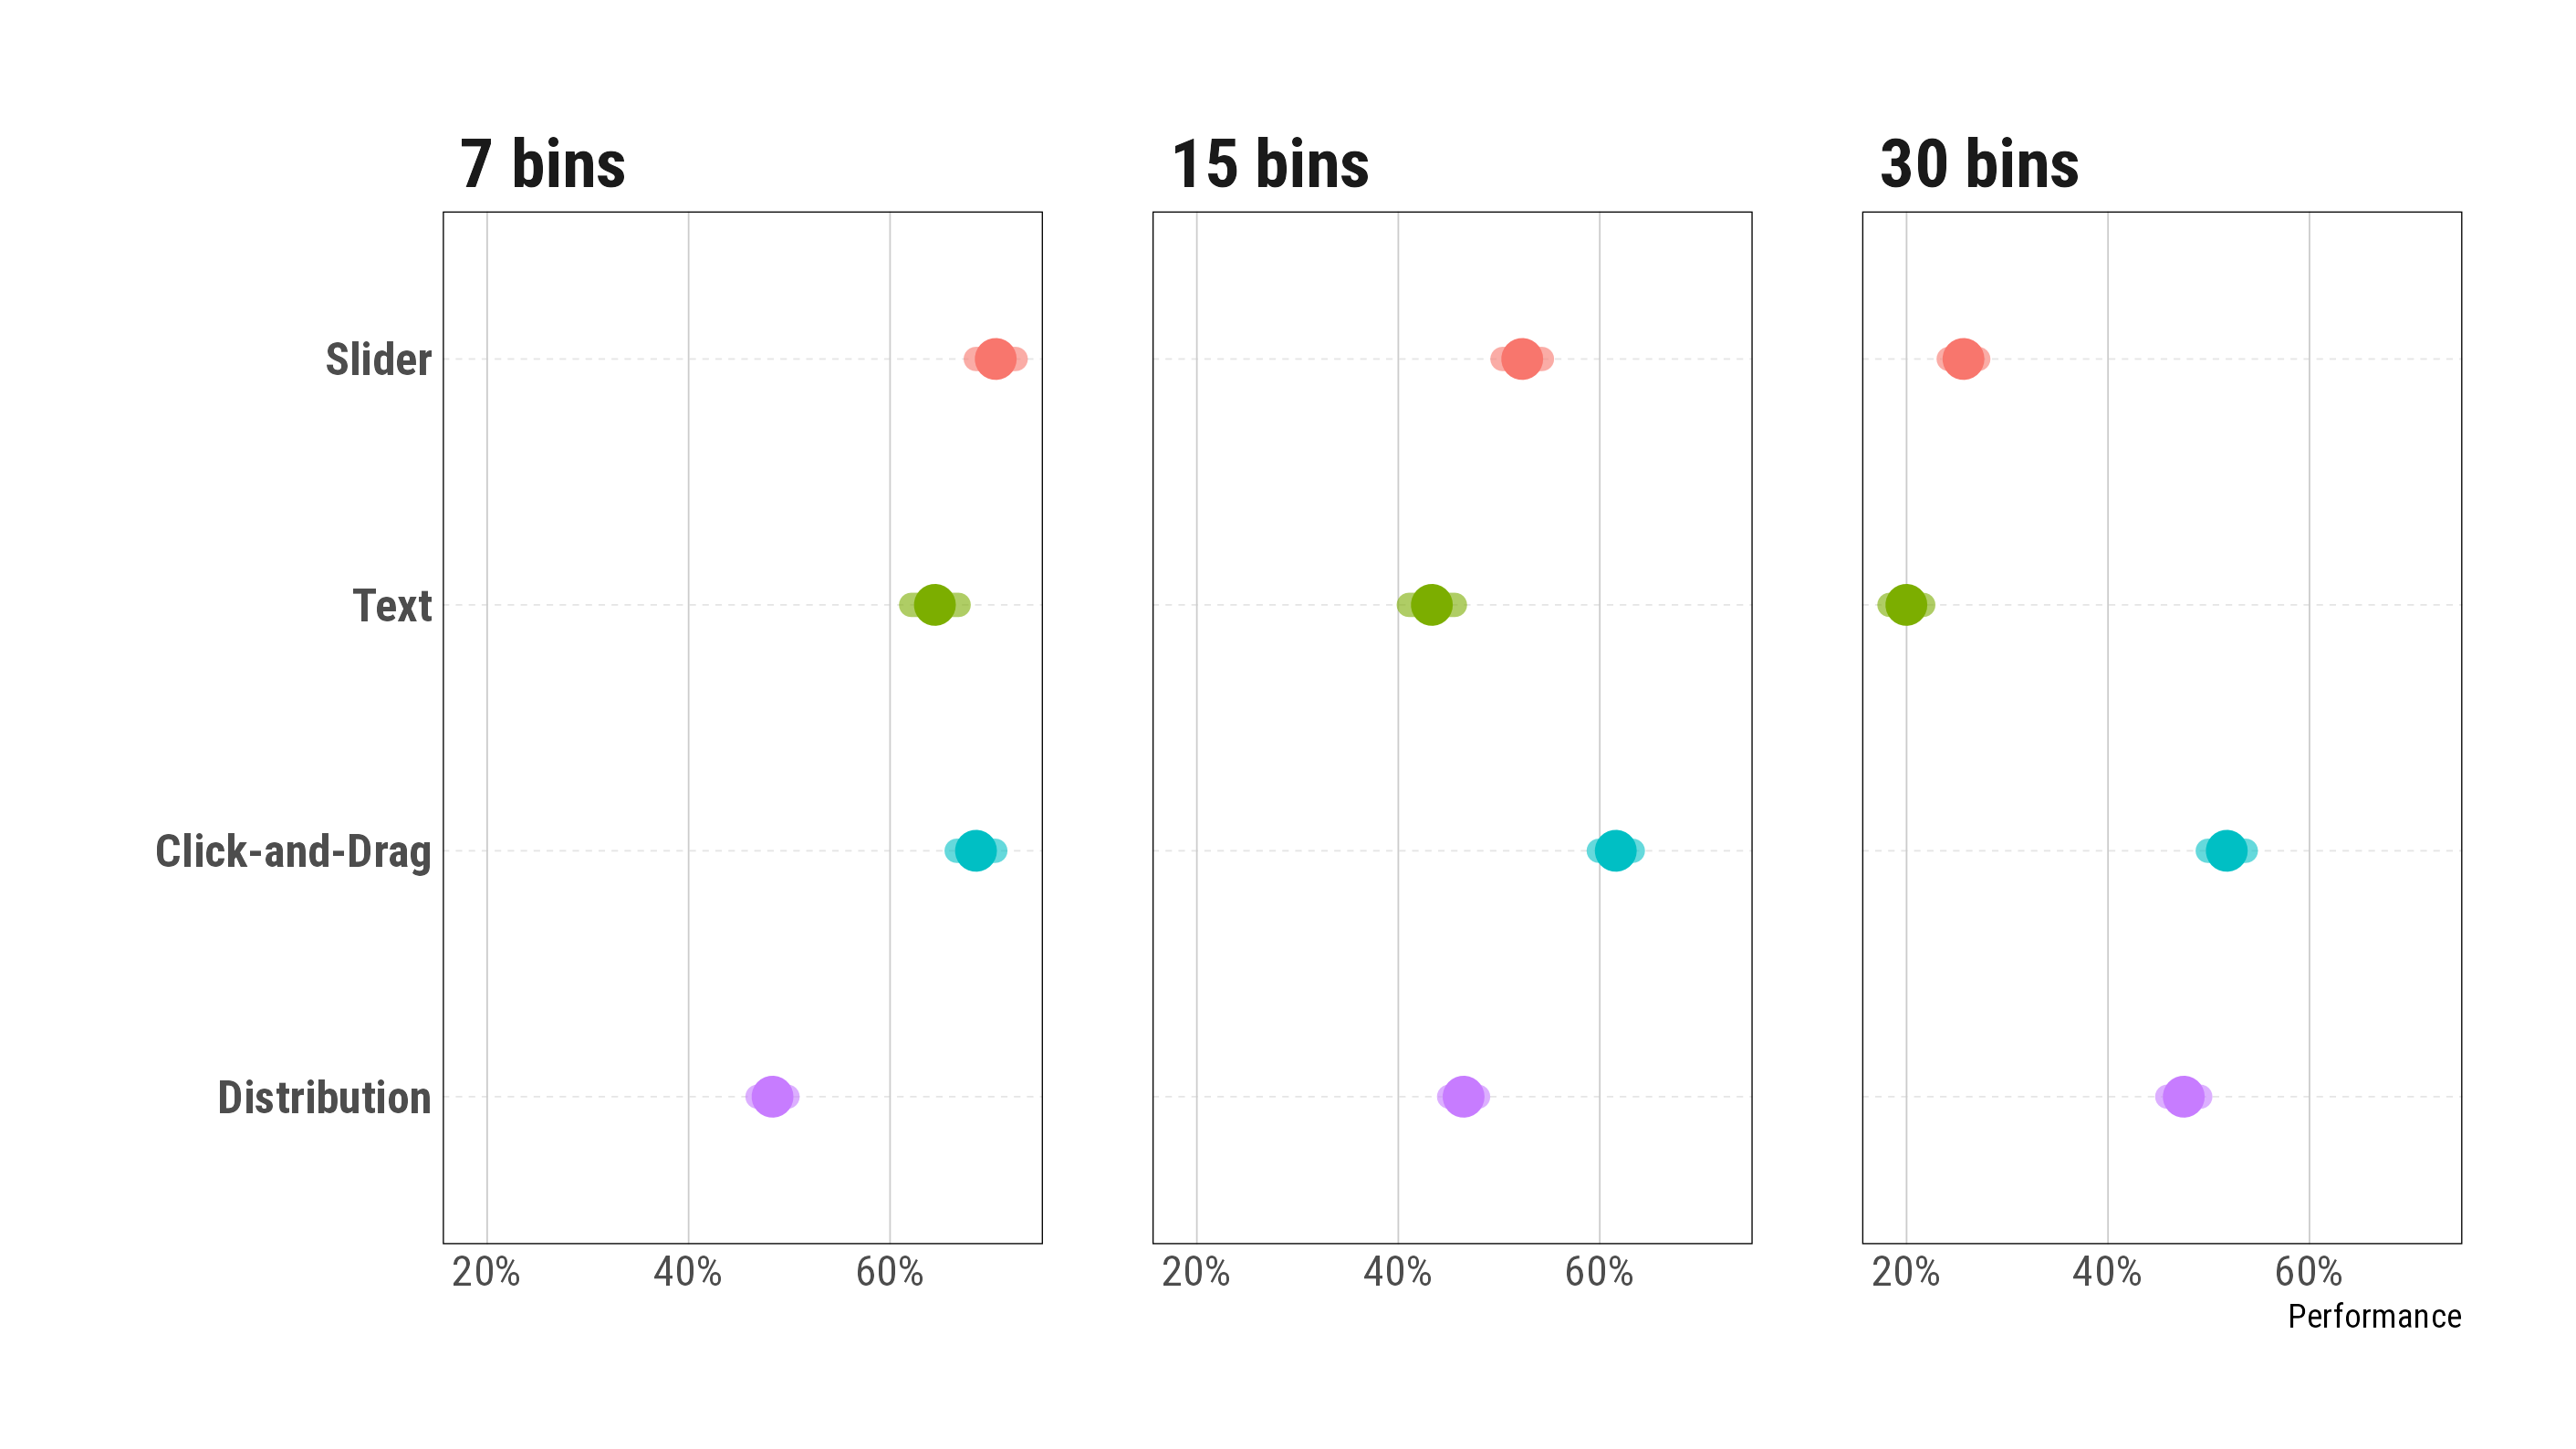 7 bins
15 bins
30 bins
Slider
Text
Click-and-Drag
Distribution
20% 40% 60%
20% 40% 60%
20% 40% 60%
Performance